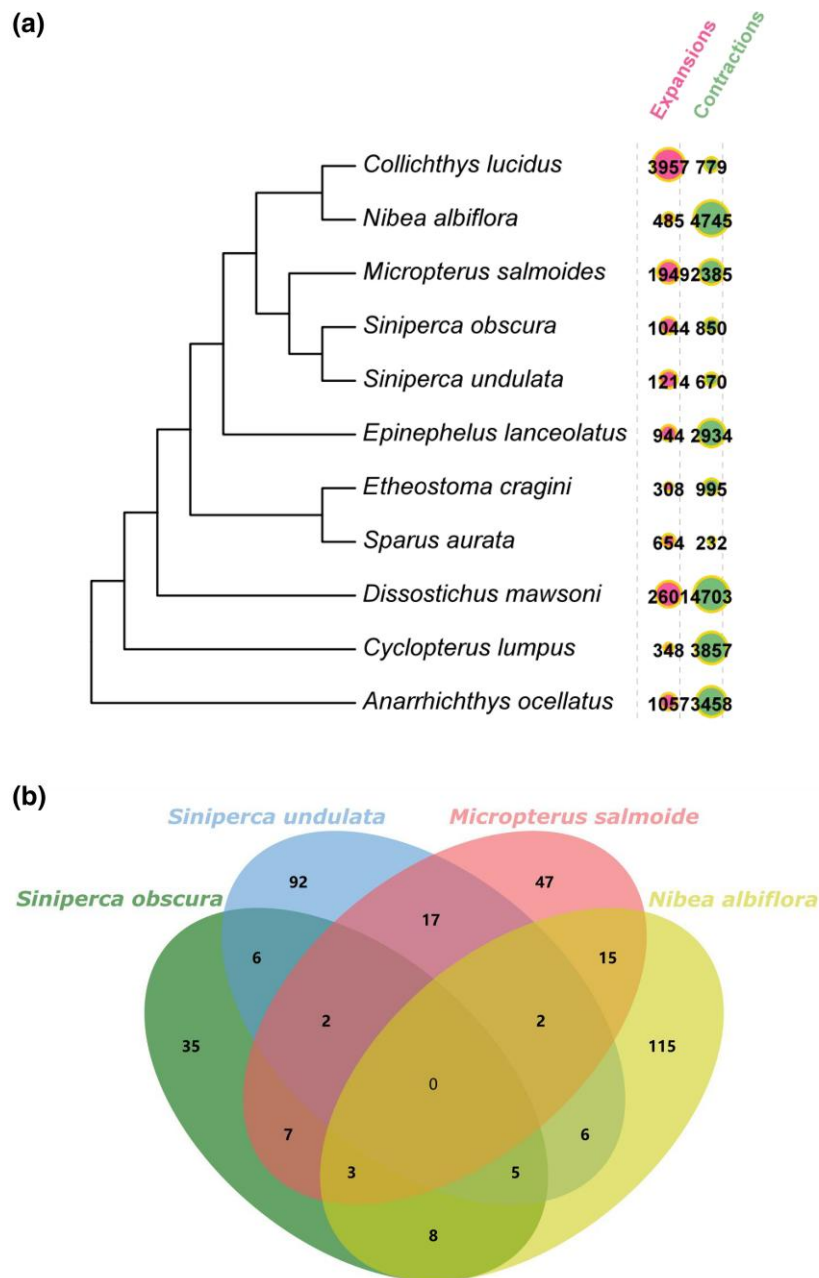 (a)
Expansions Contractions
Collichthys lucidus 3957 779
Nibea albiflora 485 4745
Micropterus salmoides 1949 2385
Siniperca obscura 1044 850
Siniperca undulata 1214 670
Epinephelus lanceolatus 944 2934
Etheostoma cragini 308 995
Sparus aurata 654 232
Dissostichus mawsoni 2601 4703
Cyclopterus lumpus 348 3857
Anarrhichthys ocellatus 1057 3458
(b)
Siniperca undulata Micropterus salmoide
Siniperca obscura Nibea albiflora
92 47
17
6 15
2 2
35 115
0
7 6
3 5
8